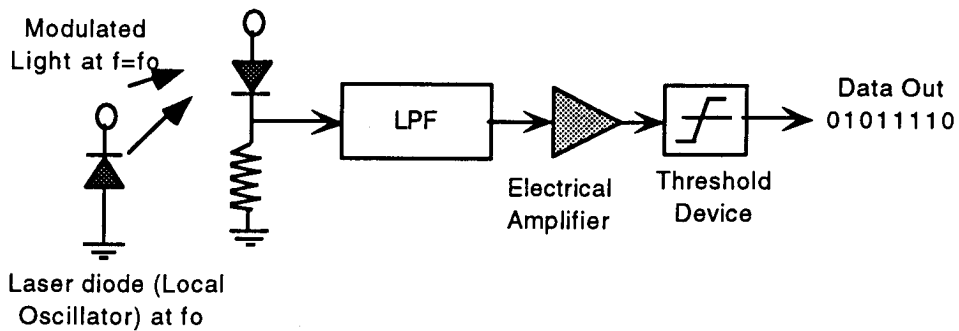 Modulated
Light at f=fo
LPF
Data Out
01011110
Electrical
Amplifier
Threshold
Device
Laser diode (Local
Oscillator) at fo